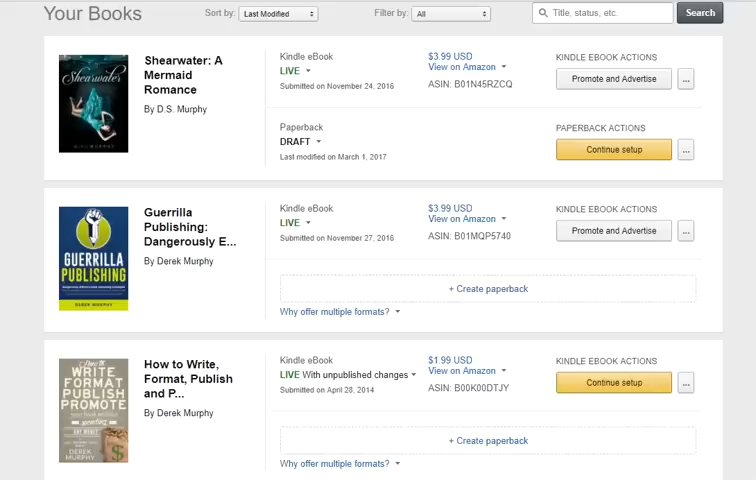 Your Books
Sort by: Last Modified
Filter by: All
Title, status, etc.
Search
Shearwater
Shearwater: A
Mermaid
Romance
By D.S. Murphy
Kindle eBook
LIVE
Submitted on November 24, 2016
$3.99 USD
View on Amazon
ASIN: B01N45RZCQ
KINDLE EBOOK ACTIONS
Promote and Advertise
...
Paperback
DRAFT
Last modified on March 1, 2017
PAPERBACK ACTIONS
Continue setup
...
GUERRILLA
PUBLISHING
DEREK MURPHY
Guerrilla
Publishing:
Dangerously E...
By Derek Murphy
Kindle eBook
LIVE
Submitted on November 27, 2016
$3.99 USD
View on Amazon
ASIN: B01MQP5740
KINDLE EBOOK ACTIONS
Promote and Advertise
...
+ Create paperback
Why offer multiple formats?
How to
WRITE
FORMAT
PUBLISH
PROMOTE
DEREK
MURPHY
$
How to Write,
Format, Publish
and P...
By Derek Murphy
Kindle eBook
LIVE With unpublished changes
Submitted on April 28, 2014
$1.99 USD
View on Amazon
ASIN: B00K00DTJY
KINDLE EBOOK ACTIONS
Continue setup
...
+ Create paperback
Why offer multiple formats?